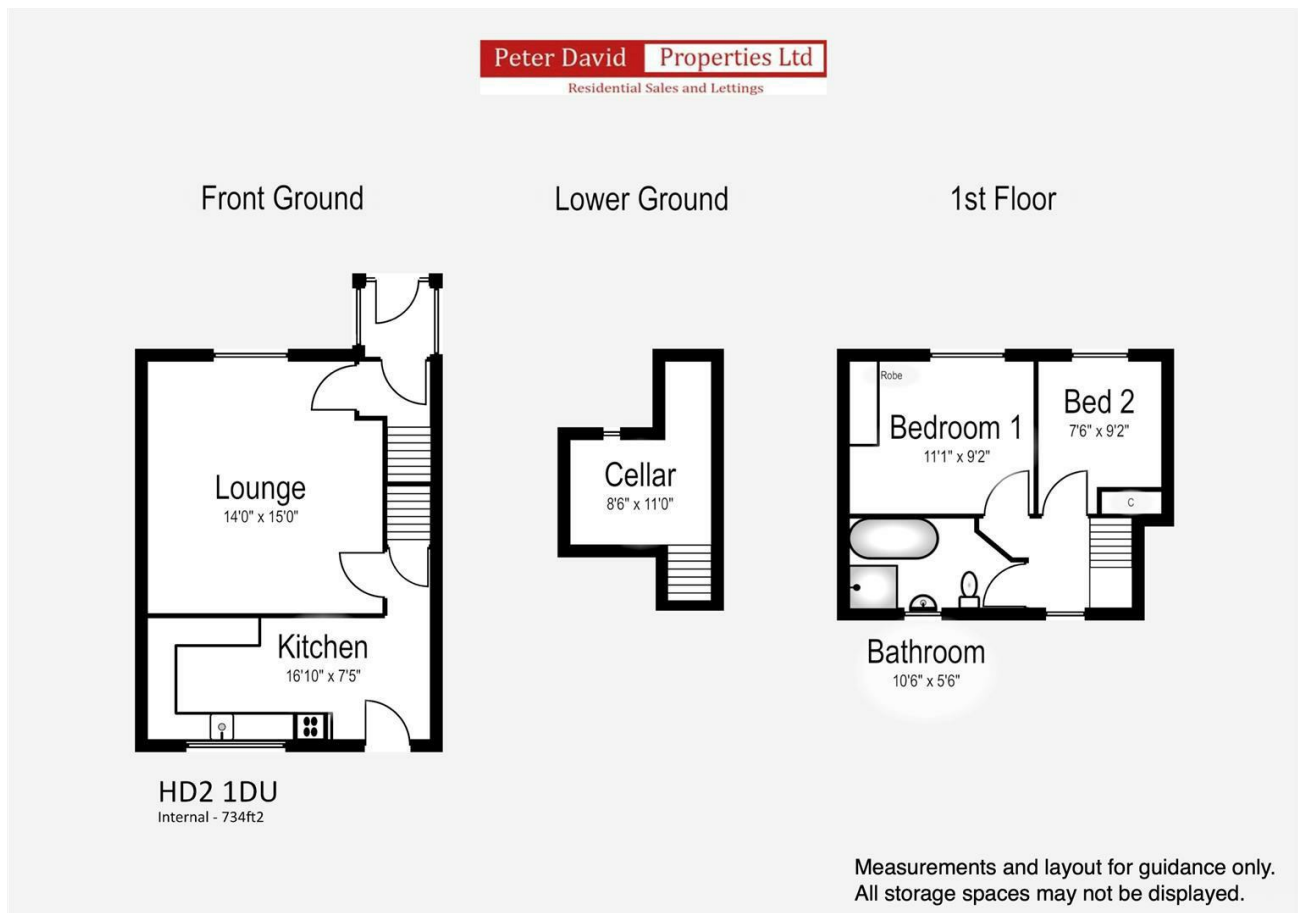 Peter David Properties Ltd
Residential Sales and Lettings
Front Ground
Lower Ground
1st Floor
Lounge
14'0" x 15'0"
Kitchen
16'10" x 7'5"
Cellar
8'6" x 11'0"
Robe
Bedroom 1
11'1" x 9'2"
Bed 2
7'6" x 9'2"
C
Bathroom
10'6" x 5'6"
HD2 1DU
Internal - 734ft2
Measurements and layout for guidance only.
All storage spaces may not be displayed.